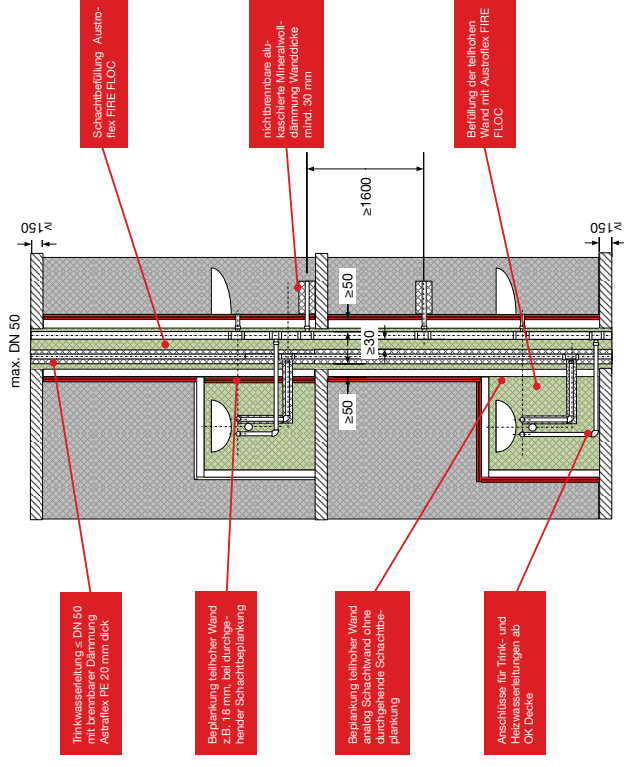 Schachtbefüllung Austro-
flex FIRE FLOC
nichtbrennbare alu-
kaschierte Mineralwoll-
dämmung Wanddicke
mind. 30 mm
Befüllung der teilhohen
Wand mit Austroflex FIRE
FLOC
≥1600
≥150
≥150
max. DN 50
≥50
≥30
≥50
Trinkwasserleitung ≤ DN 50
mit brennbarer Dämmung
Astraflex PE 20 mm dick
Beplankung teilhoher Wand
z.B. 18 mm, bei durchge-
hender Schachtbeplankung
Beplankung teilhoher Wand
analog Schachtwand ohne
durchgehende Schachtbe-
plankung
Anschlüsse für Trink- und
Heizwasserleitungen ab
OK Decke